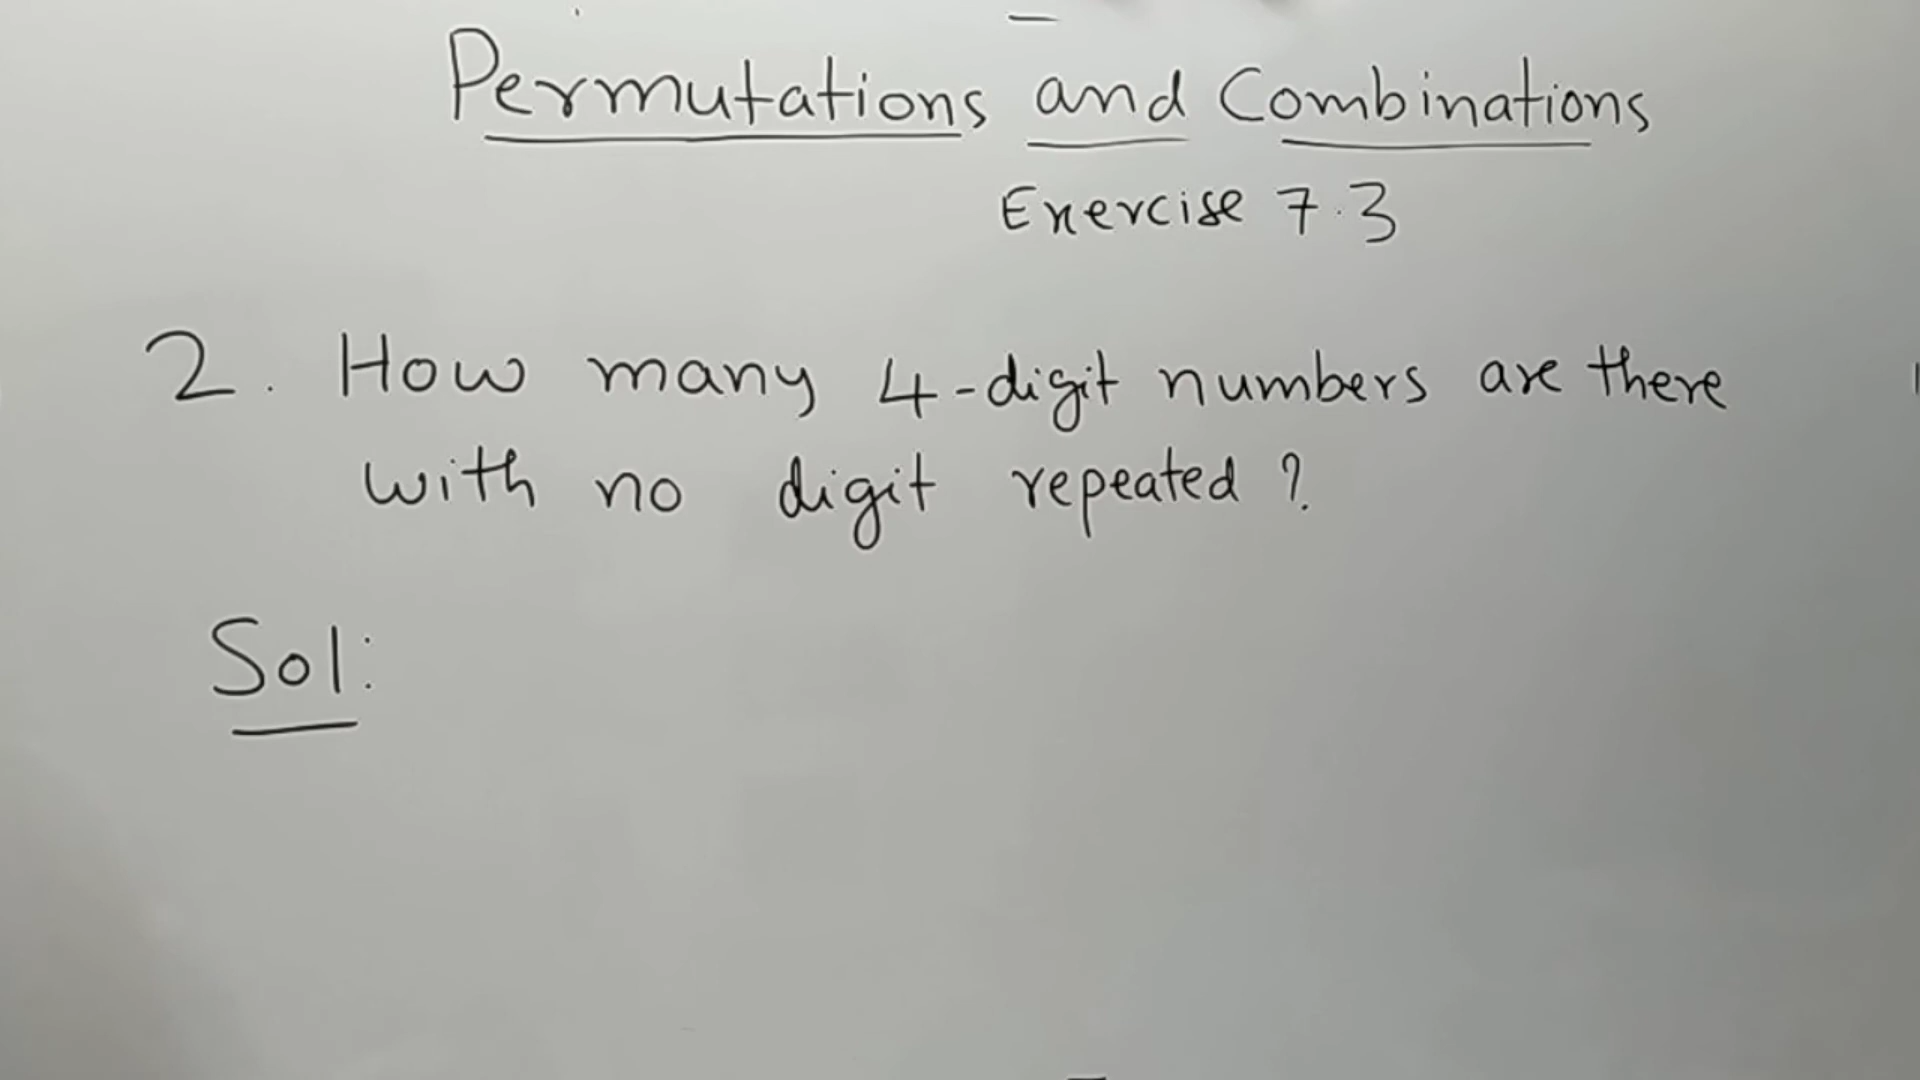 Permutations and Combinations
Exercise 7.3
2. How many 4-digit numbers are there
with no digit repeated ?
Sol: